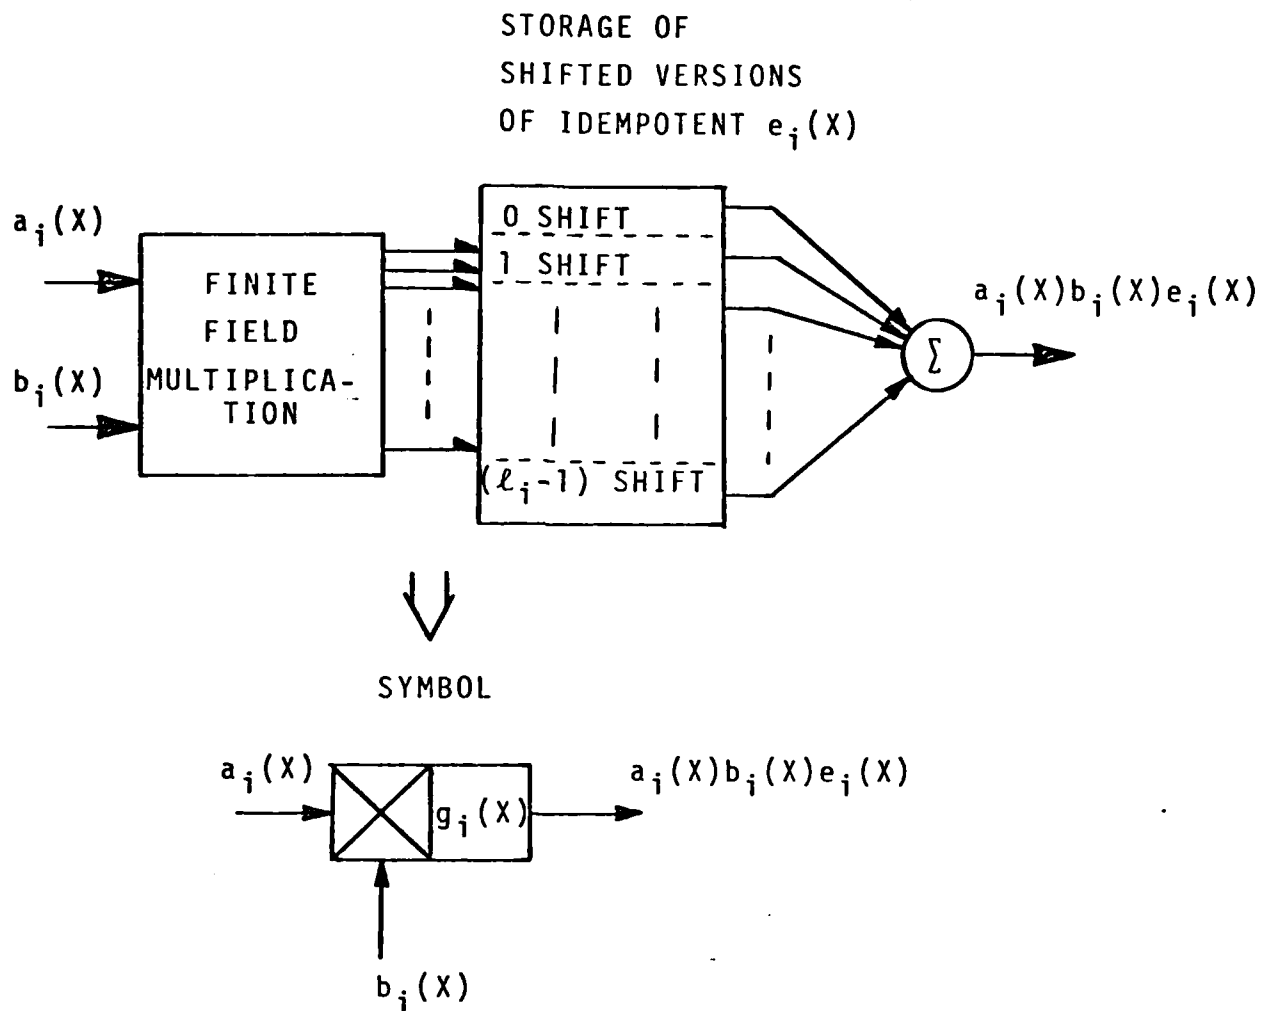 STORAGE OF
SHIFTED VERSIONS
OF IDEMPOTENT e_i(X)
a_i(X)
b_i(X)
FINITE
FIELD
MULTIPLICA-
TION
0 SHIFT
1 SHIFT
(ℓ_i-1) SHIFT
Σ
a_i(X)b_i(X)e_i(X)
SYMBOL
a_i(X)
g_i(X)
a_i(X)b_i(X)e_i(X)
b_i(X)